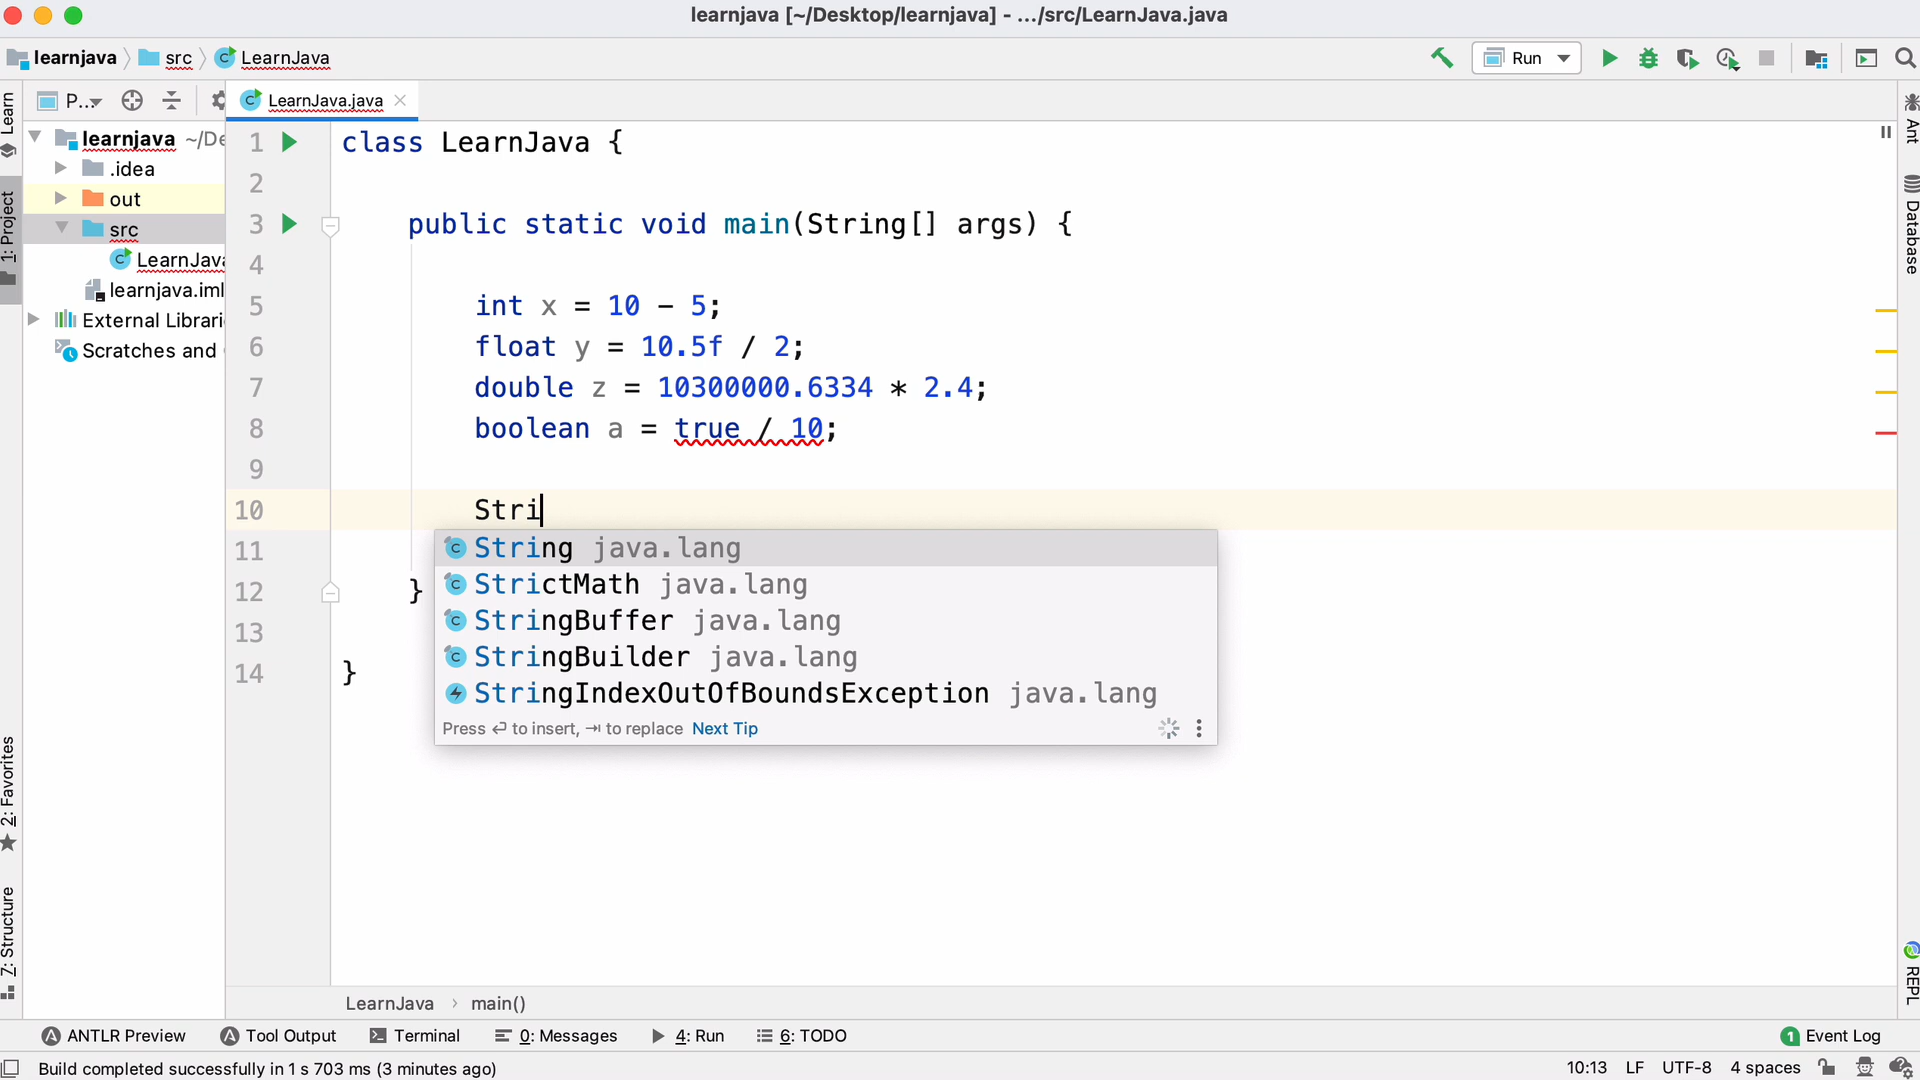 learnjava [~/Desktop/learnjava] - .../src/LearnJava.java
learnjava
src
LearnJava
Run
Learn
1: Project
2: Favorites
7: Structure
P...
learnjava ~/De
.idea
out
src
LearnJava
learnjava.iml
External Librari
Scratches and
LearnJava.java
1 class LearnJava {
2
3 public static void main(String[] args) {
4
5 int x = 10 - 5;
6 float y = 10.5f / 2;
7 double z = 10300000.6334 * 2.4;
8 boolean a = true / 10;
9
10 Stri
11
12 }
13
14 }
String java.lang
StrictMath java.lang
StringBuffer java.lang
StringBuilder java.lang
StringIndexOutOfBoundsException java.lang
Press ↵ to insert, ⇥ to replace Next Tip
Ant
Database
REPL
LearnJava › main()
ANTLR Preview
Tool Output
Terminal
0: Messages
4: Run
6: TODO
1 Event Log
Build completed successfully in 1 s 703 ms (3 minutes ago)
10:13 LF UTF-8 4 spaces